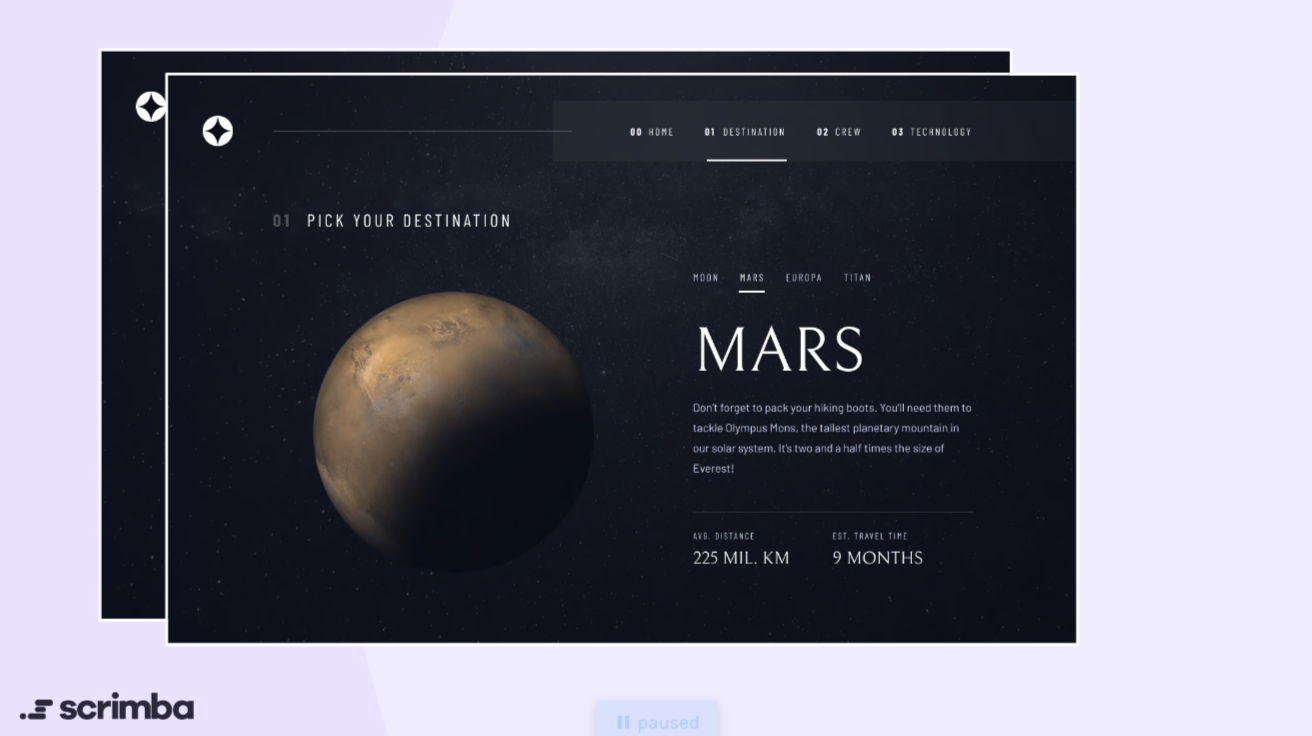 00 HOME 01 DESTINATION 02 CREW 03 TECHNOLOGY
01 PICK YOUR DESTINATION
MOON MARS EUROPA TITAN
MARS
Don't forget to pack your hiking boots. You'll need them to
tackle Olympus Mons, the tallest planetary mountain in
our solar system. It's two and a half times the size of
Everest!
AVG. DISTANCE EST. TRAVEL TIME
225 MIL. KM 9 MONTHS
scrimba
paused